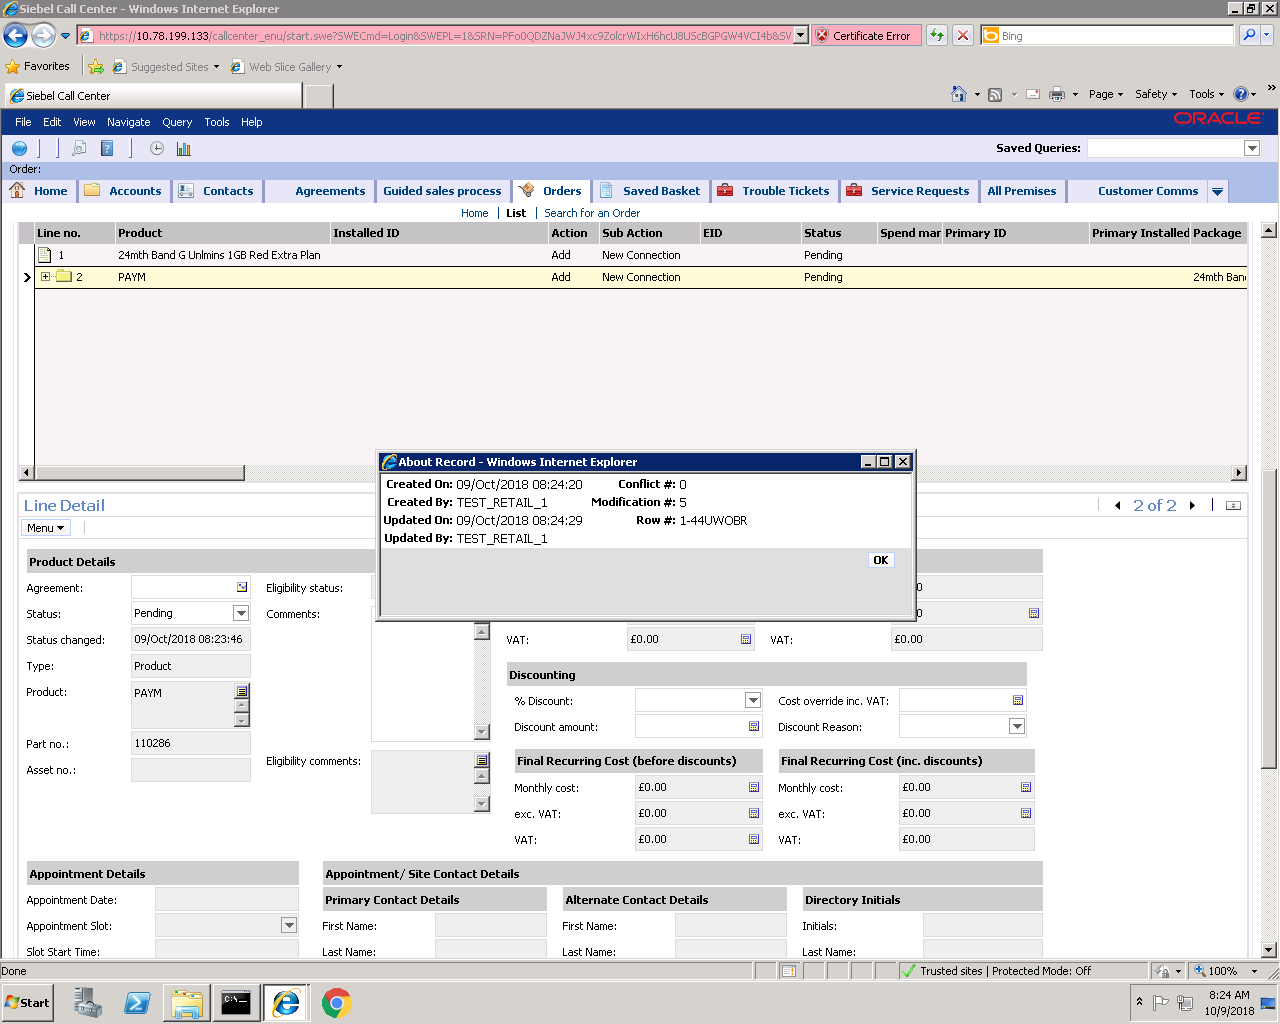 Siebel Call Center - Windows Internet Explorer
https://10.78.199.133/callcenter_enu/start.swe?SWECmd=Login&SWEPL=1&SRN=PFo0QDZNaJWJ4xc9ZolcrWIxH6hcU8UScBGPGW4VCI4b&SV Certificate Error Bing
Favorites Suggested Sites Web Slice Gallery
Siebel Call Center Page Safety Tools »
File Edit View Navigate Query Tools Help ORACLE
Saved Queries:
Order:
Home Accounts Contacts Agreements Guided sales process Orders Saved Basket Trouble Tickets Service Requests All Premises Customer Comms
Home | List | Search for an Order
Line no. Product Installed ID Action Sub Action EID Status Spend mar Primary ID Primary Installed Package
1 24mth Band G Unlmins 1GB Red Extra Plan Add New Connection Pending
2 PAYM Add New Connection Pending 24mth Band
About Record - Windows Internet Explorer
Created On: 09/Oct/2018 08:24:20 Conflict #: 0
Created By: TEST_RETAIL_1 Modification #: 5
Updated On: 09/Oct/2018 08:24:29 Row #: 1-44UWOBR
Updated By: TEST_RETAIL_1
OK
Line Detail 2 of 2
Menu
Product Details
Agreement: Eligibility status: 0
Status: Pending Comments: 0
Status changed: 09/Oct/2018 08:23:46 VAT: £0.00 VAT: £0.00
Type: Product
Discounting
Product: PAYM % Discount: Cost override inc. VAT:
Discount amount: Discount Reason:
Part no.: 110286
Asset no.: Eligibility comments: Final Recurring Cost (before discounts) Final Recurring Cost (inc. discounts)
Monthly cost: £0.00 Monthly cost: £0.00
exc. VAT: £0.00 exc. VAT: £0.00
VAT: £0.00 VAT: £0.00
Appointment Details Appointment/ Site Contact Details
Appointment Date: Primary Contact Details Alternate Contact Details Directory Initials
Appointment Slot: First Name: First Name: Initials:
Slot Start Time: Last Name: Last Name: Last Name:
Done Trusted sites | Protected Mode: Off 100%
Start C:\ 8:24 AM
10/9/2018